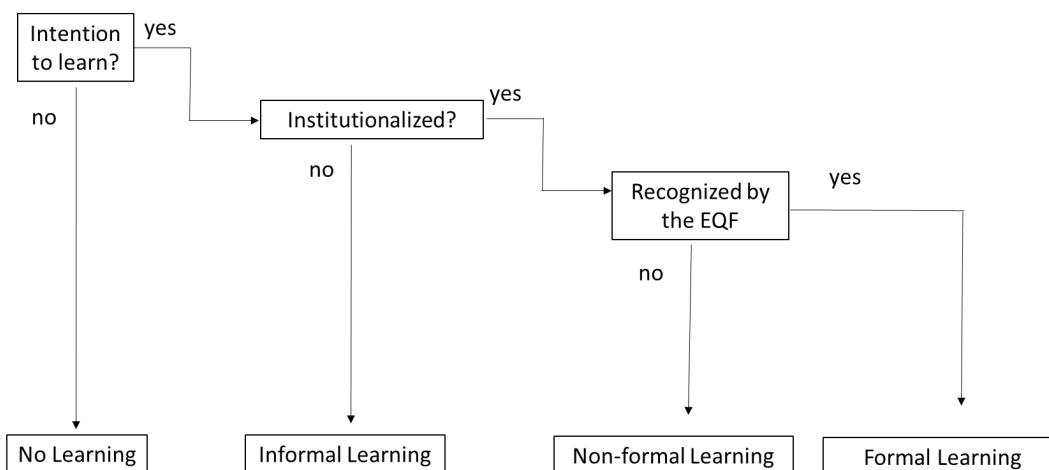 Intention
to learn?
yes
no
Institutionalized?
yes
no
Recognized by
the EQF
yes
no
No Learning
Informal Learning
Non-formal Learning
Formal Learning